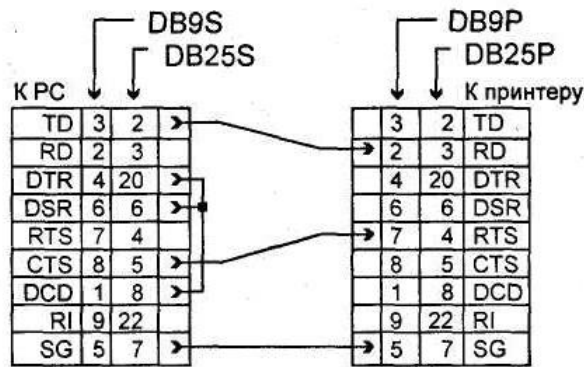 DB9S DB9P
DB25S DB25P
К PC К принтеру
TD 3 2 3 2 TD
RD 2 3 2 3 RD
DTR 4 20 4 20 DTR
DSR 6 6 6 6 DSR
RTS 7 4 7 4 RTS
CTS 8 5 8 5 CTS
DCD 1 8 1 8 DCD
RI 9 22 9 22 RI
SG 5 7 5 7 SG